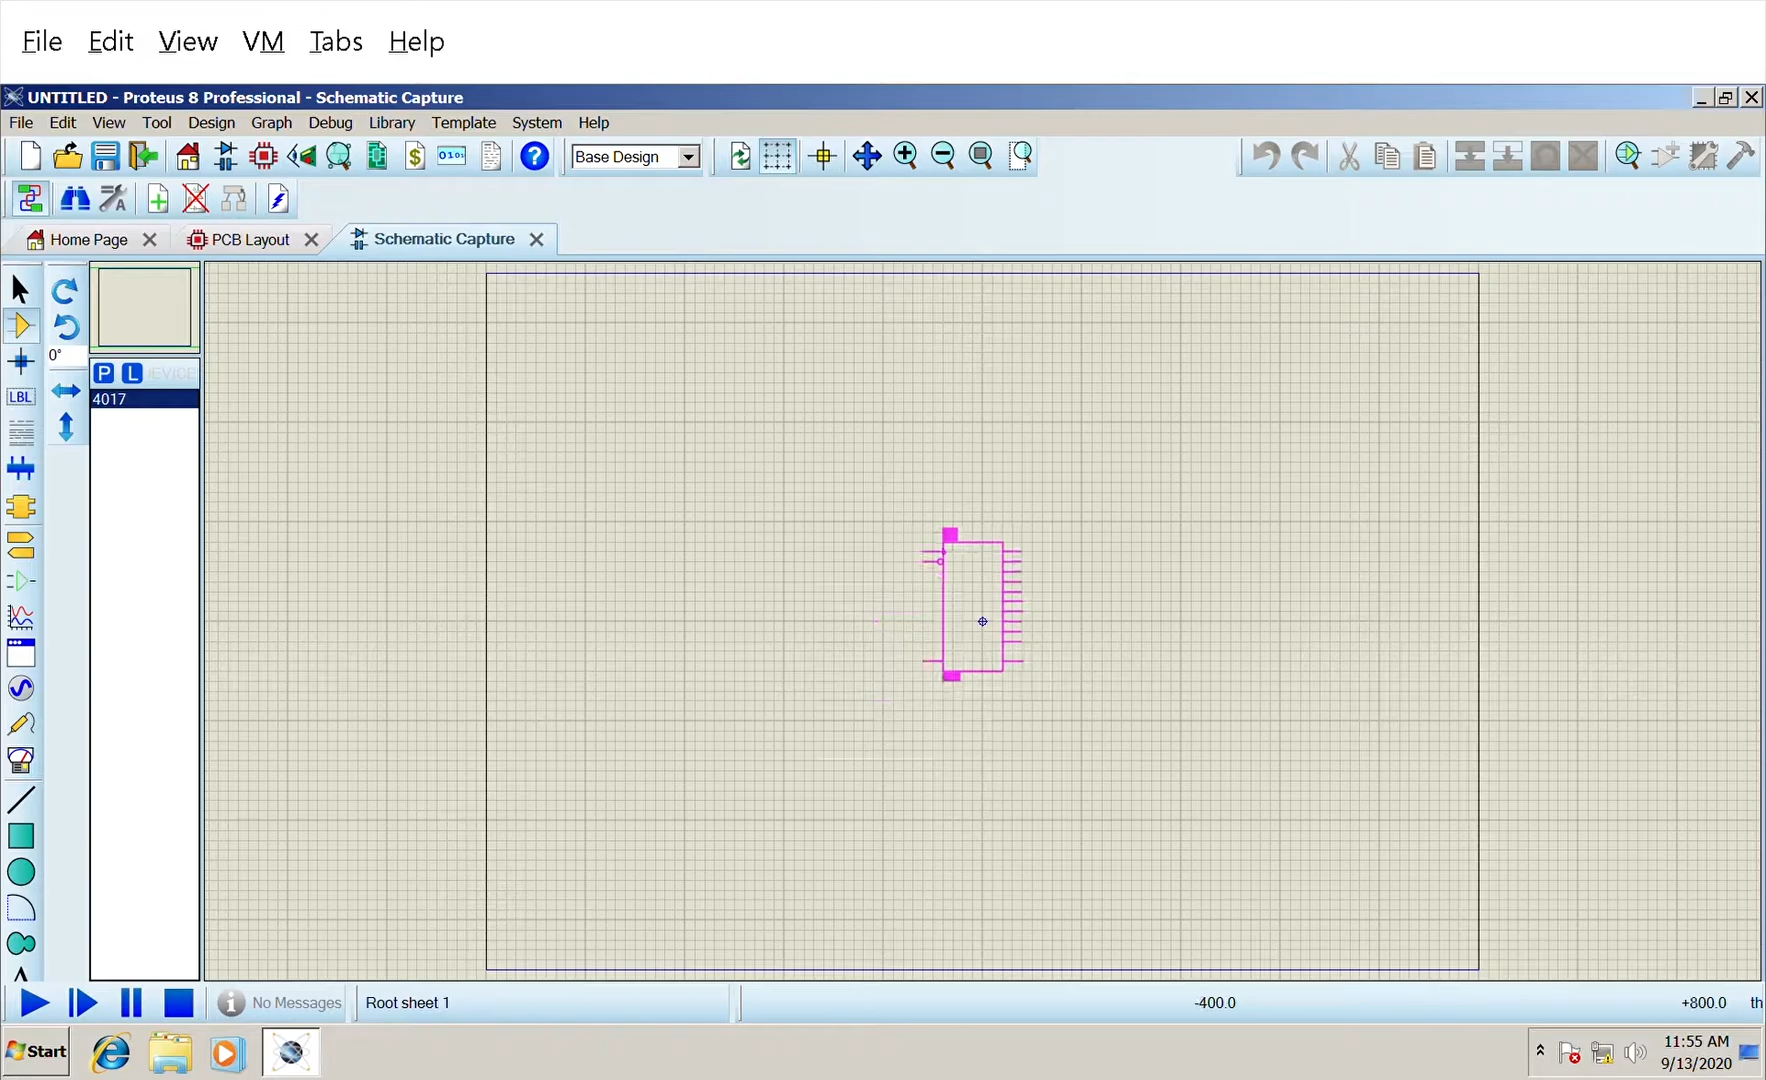 File Edit View VM Tabs Help
UNTITLED - Proteus 8 Professional - Schematic Capture
File Edit View Tool Design Graph Debug Library Template System Help
$ 0101 ? Base Design
A
Home Page PCB Layout Schematic Capture
0°
P L DEVICES
4017
LBL
A
No Messages Root sheet 1 -400.0 +800.0 th
Start
11:55 AM
9/13/2020